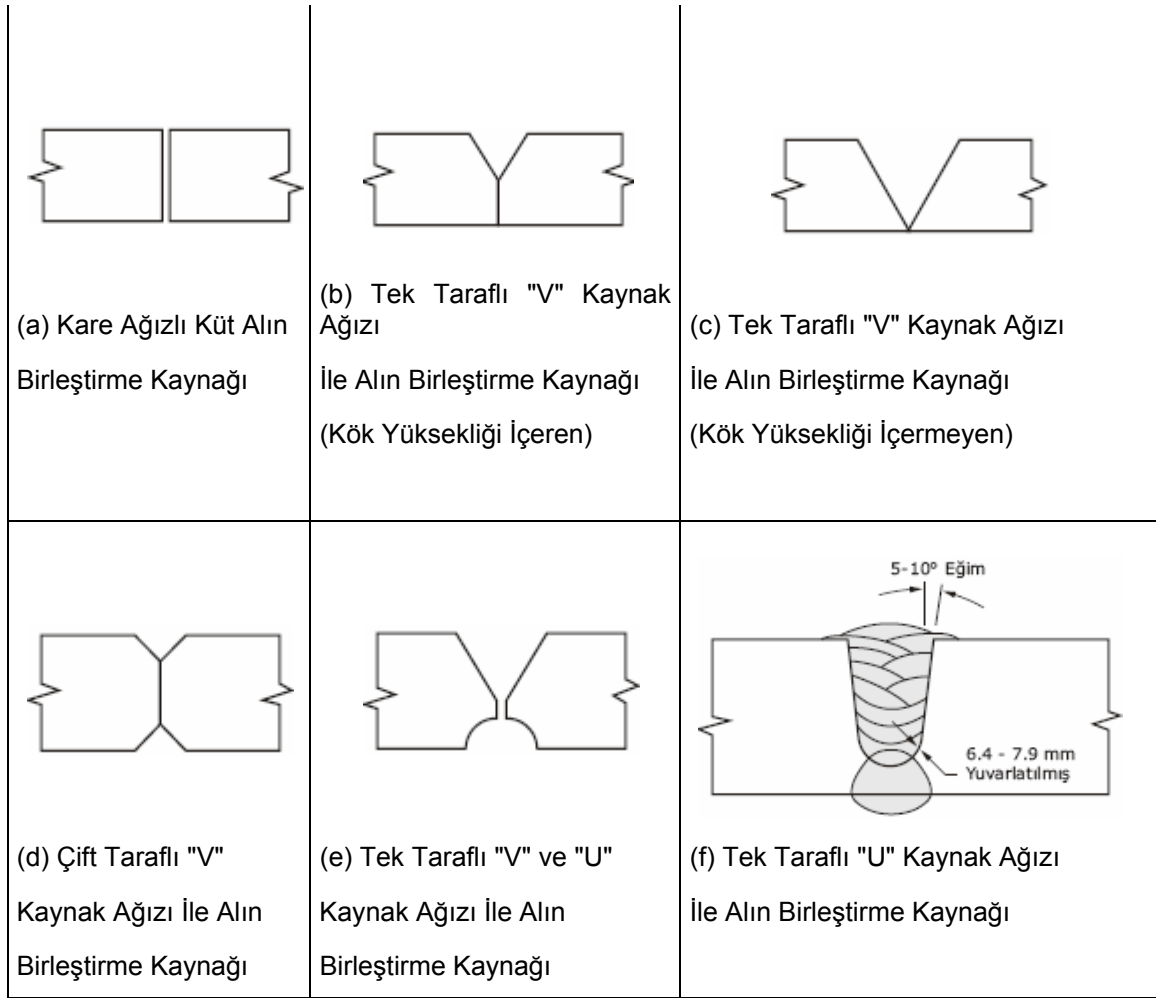 (a) Kare Ağızlı Küt Alın
Birleştirme Kaynağı
(b) Tek Taraflı "V" Kaynak
Ağızı
İle Alın Birleştirme Kaynağı
(Kök Yüksekliği İçeren)
(c) Tek Taraflı "V" Kaynak Ağızı
İle Alın Birleştirme Kaynağı
(Kök Yüksekliği İçermeyen)
(d) Çift Taraflı "V"
Kaynak Ağızı İle Alın
Birleştirme Kaynağı
(e) Tek Taraflı "V" ve "U"
Kaynak Ağızı İle Alın
Birleştirme Kaynağı
5-10° Eğim
6.4 - 7.9 mm
Yuvarlatılmış
(f) Tek Taraflı "U" Kaynak Ağızı
İle Alın Birleştirme Kaynağı